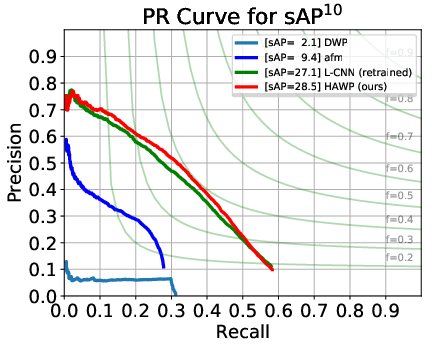 PR Curve for sAP10
[sAP= 2.1] DWP
[sAP= 9.4] afm
[sAP=27.1] L-CNN (retrained)
[sAP=28.5] HAWP (ours)
f=0.9
f=0.8
f=0.7
f=0.6
f=0.5
f=0.4
f=0.3
f=0.2
Precision
0.9
0.8
0.7
0.6
0.5
0.4
0.3
0.2
0.1
0.0
0.0 0.1 0.2 0.3 0.4 0.5 0.6 0.7 0.8 0.9
Recall